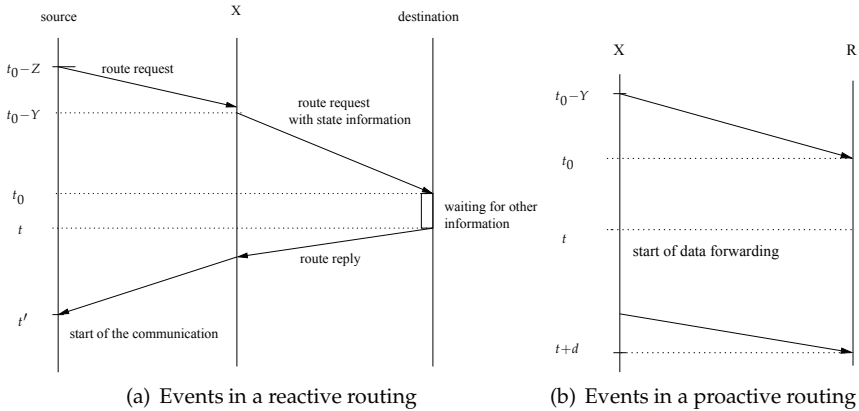 source
X
destination
t₀−Z
route request
t₀−Y
route request
with state information
t₀
waiting for other
information
t
route reply
t′
start of the communication
(a) Events in a reactive routing
X
R
t₀−Y
t₀
t
start of data forwarding
t+d
(b) Events in a proactive routing